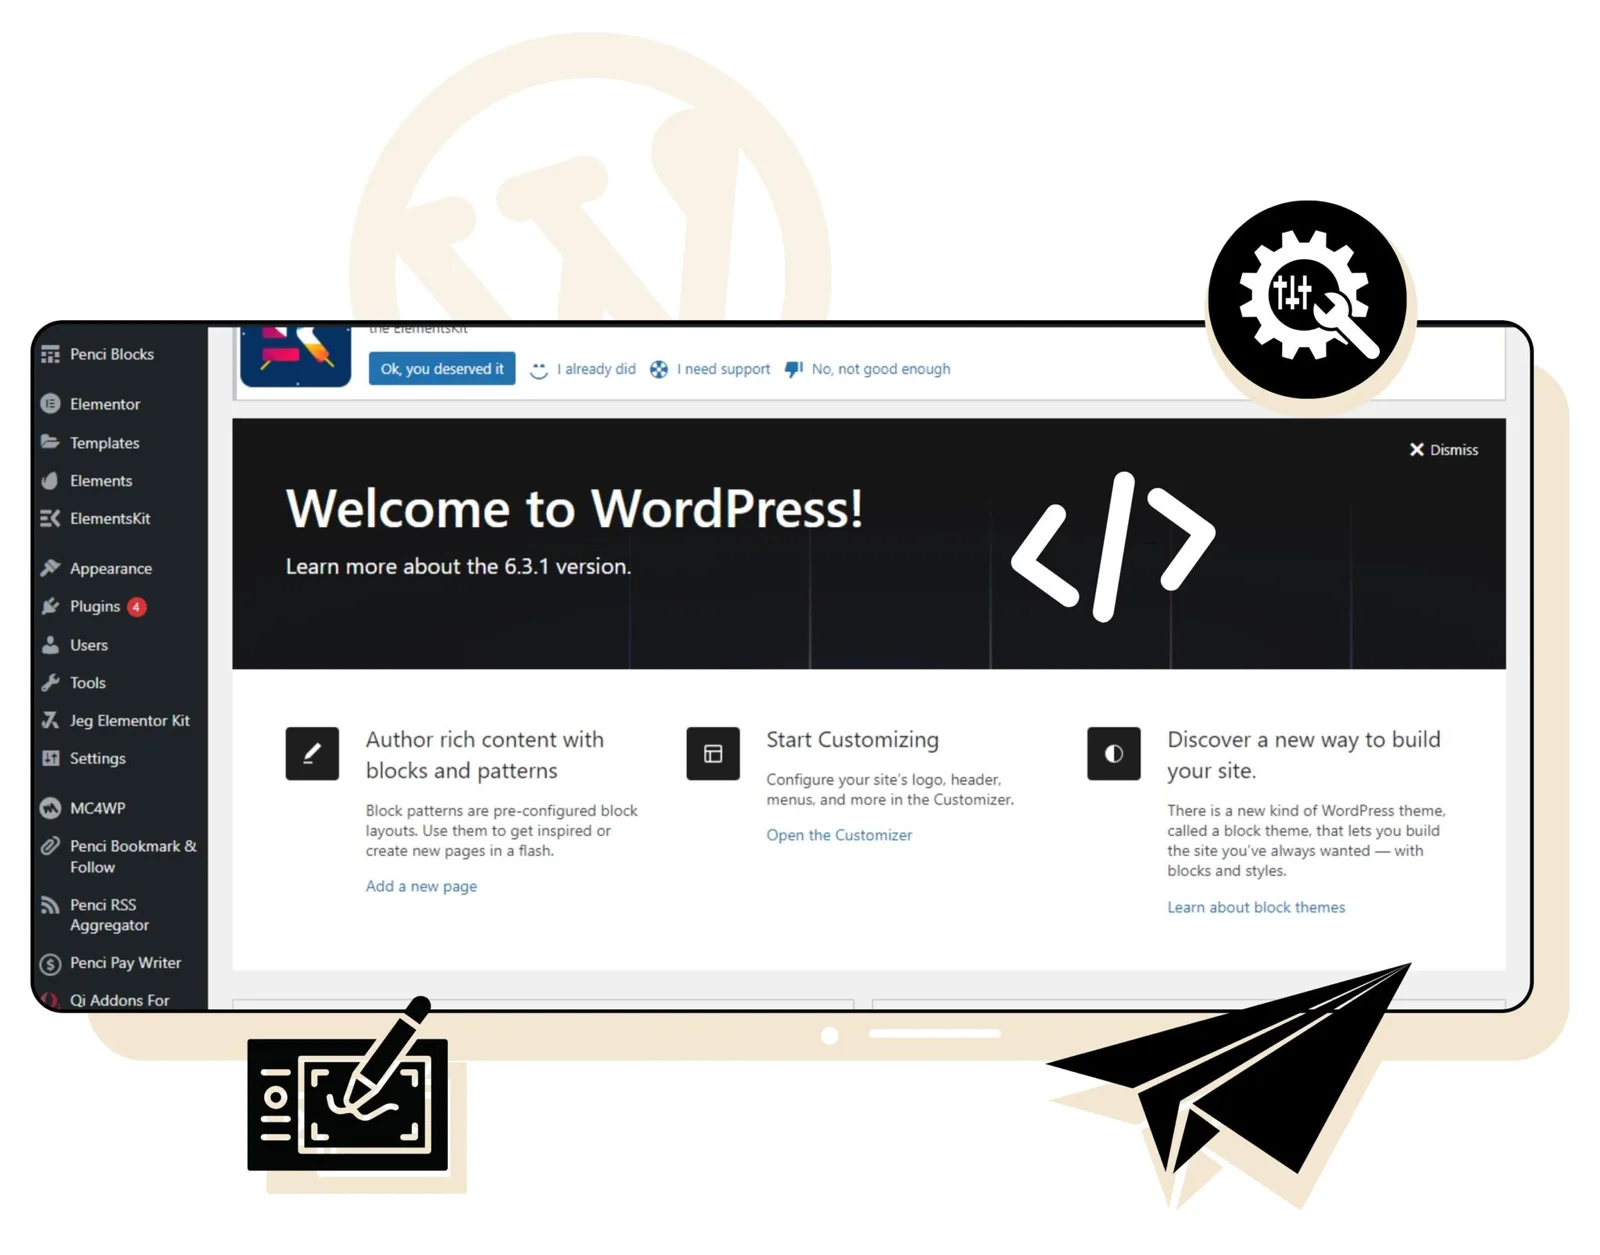 Penci Blocks
Elementor
Templates
Elements
ElementsKit
Appearance
Plugins 4
Users
Tools
Jeg Elementor Kit
Settings
MC4WP
Penci Bookmark &
Follow
Penci RSS
Aggregator
Penci Pay Writer
Qi Addons For
the ElementsKit
Ok, you deserved it
I already did
I need support
No, not good enough
Dismiss
Welcome to WordPress!
Learn more about the 6.3.1 version.
</>
Author rich content with
blocks and patterns
Block patterns are pre-configured block
layouts. Use them to get inspired or
create new pages in a flash.
Add a new page
Start Customizing
Configure your site’s logo, header,
menus, and more in the Customizer.
Open the Customizer
Discover a new way to build
your site.
There is a new kind of WordPress theme,
called a block theme, that lets you build
the site you’ve always wanted — with
blocks and styles.
Learn about block themes